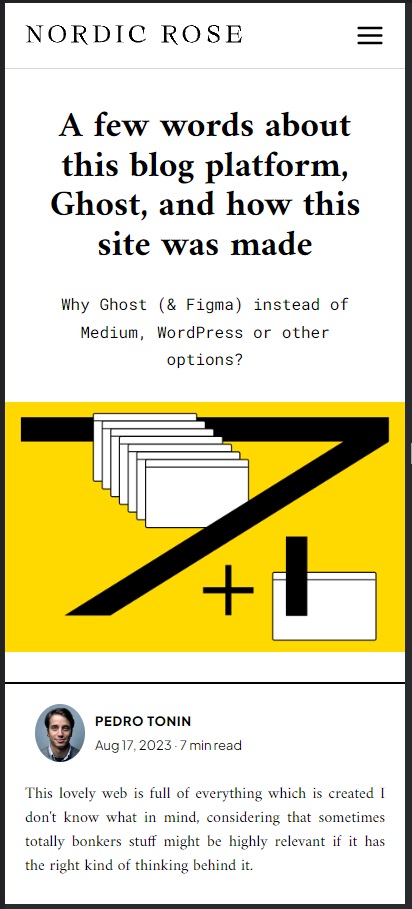 NORDIC ROSE
A few words about
this blog platform,
Ghost, and how this
site was made
Why Ghost (& Figma) instead of
Medium, WordPress or other
options?
PEDRO TONIN
Aug 17, 2023 · 7 min read
This lovely web is full of everything which is created I
don't know what in mind, considering that sometimes
totally bonkers stuff might be highly relevant if it has
the right kind of thinking behind it.